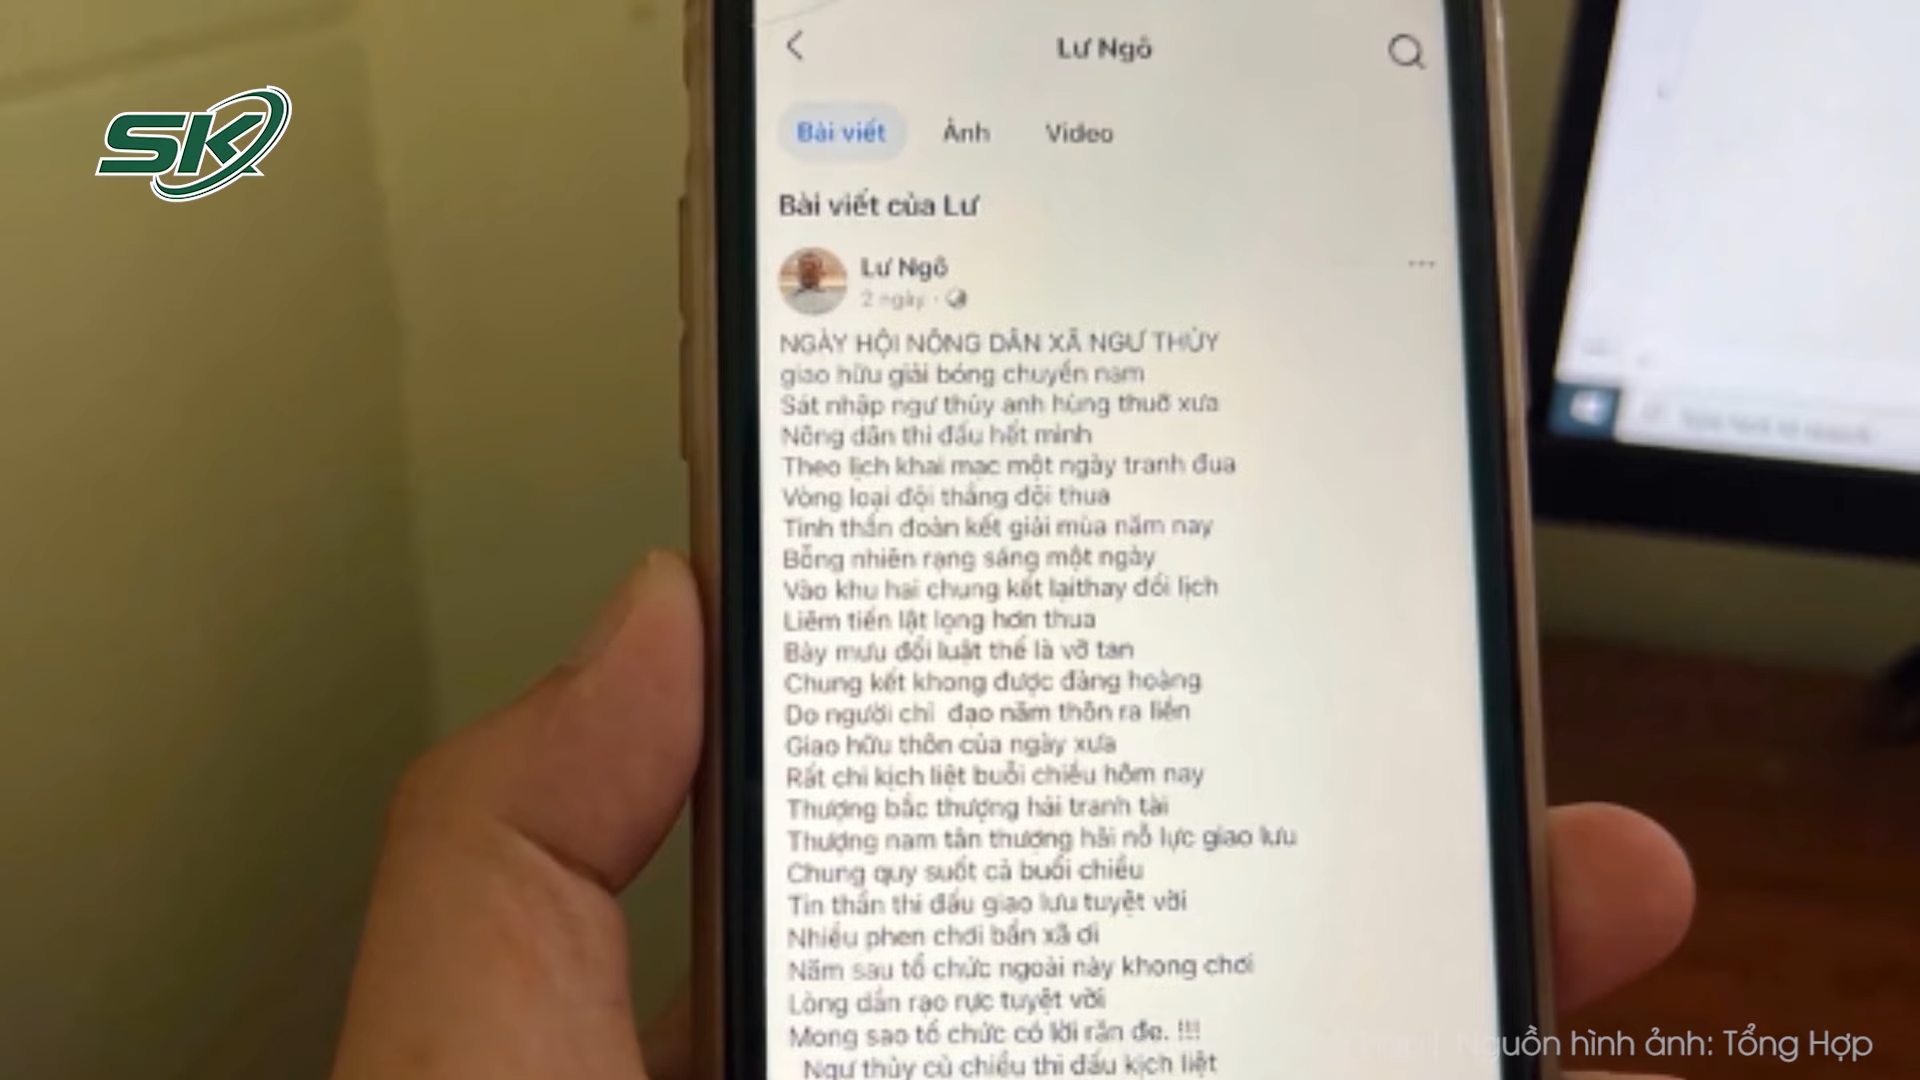 SK
Lư Ngô
Bài viết
Ảnh
Video
Bài viết của Lư
Lư Ngô
2 ngày
NGÀY HỘI NÔNG DÂN XÃ NGƯ THỦY
giao hữu giải bóng chuyền nam
Sát nhập ngư thủy anh hùng thuở xưa
Nông dân thi đấu hết mình
Theo lịch khai mạc một ngày tranh đua
Vòng loại đội thắng đội thua
Tinh thần đoàn kết giải mùa năm nay
Bỗng nhiên rạng sáng một ngày
Vào khu hai chung kết laithay đổi lịch
Liêm tiến lật lọng hơn thua
Bày mưu đổi luật thế là vỡ tan
Chung kết khong được đàng hoàng
Do người chỉ đạo năm thôn ra liền
Giao hữu thôn của ngày xưa
Rất chi kịch liệt buổi chiều hôm nay
Thượng bắc thượng hải tranh tài
Thượng nam tân thượng hải nỗ lực giao lưu
Chung quy suốt cả buổi chiều
Tin thần thi đấu giao lưu tuyệt vời
Nhiều phen chơi bẩn xã ơi
Năm sau tổ chức ngoài này khong chơi
Lòng dân rạo rực tuyệt vời
Mong sao tổ chức có lời răn đe. !!!
Ngư thủy củ chiều thi đấu kịch liệt
Nguồn hình ảnh: Tổng Hợp